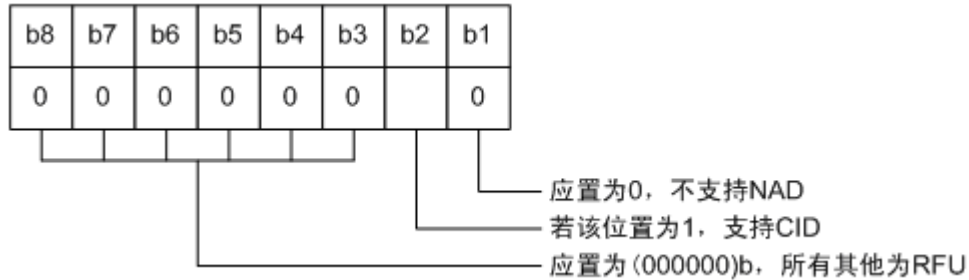 b8 b7 b6 b5 b4 b3 b2 b1
0 0 0 0 0 0 0
应置为0，不支持NAD
若该位置为1，支持CID
应置为(000000)b，所有其他为RFU